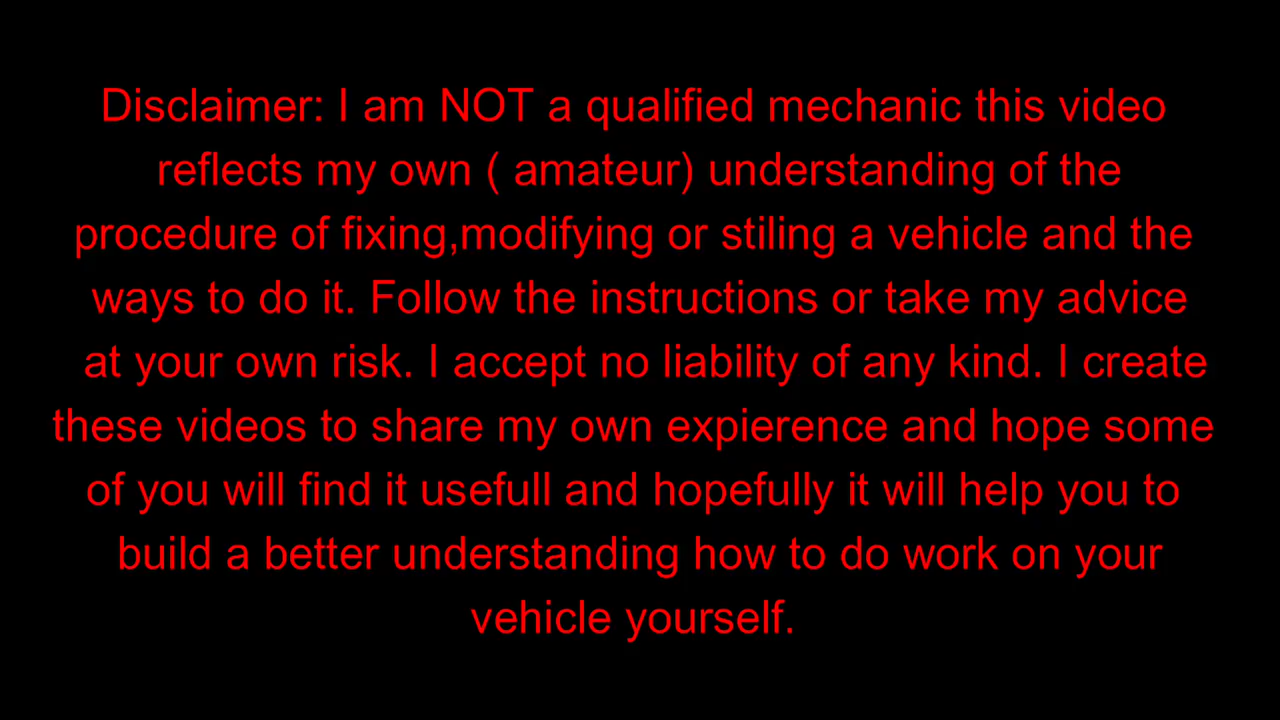 Disclaimer: I am NOT a qualified mechanic this video
reflects my own ( amateur) understanding of the
procedure of fixing,modifying or stiling a vehicle and the
ways to do it. Follow the instructions or take my advice
at your own risk. I accept no liability of any kind. I create
these videos to share my own expierence and hope some
of you will find it usefull and hopefully it will help you to
build a better understanding how to do work on your
vehicle yourself.